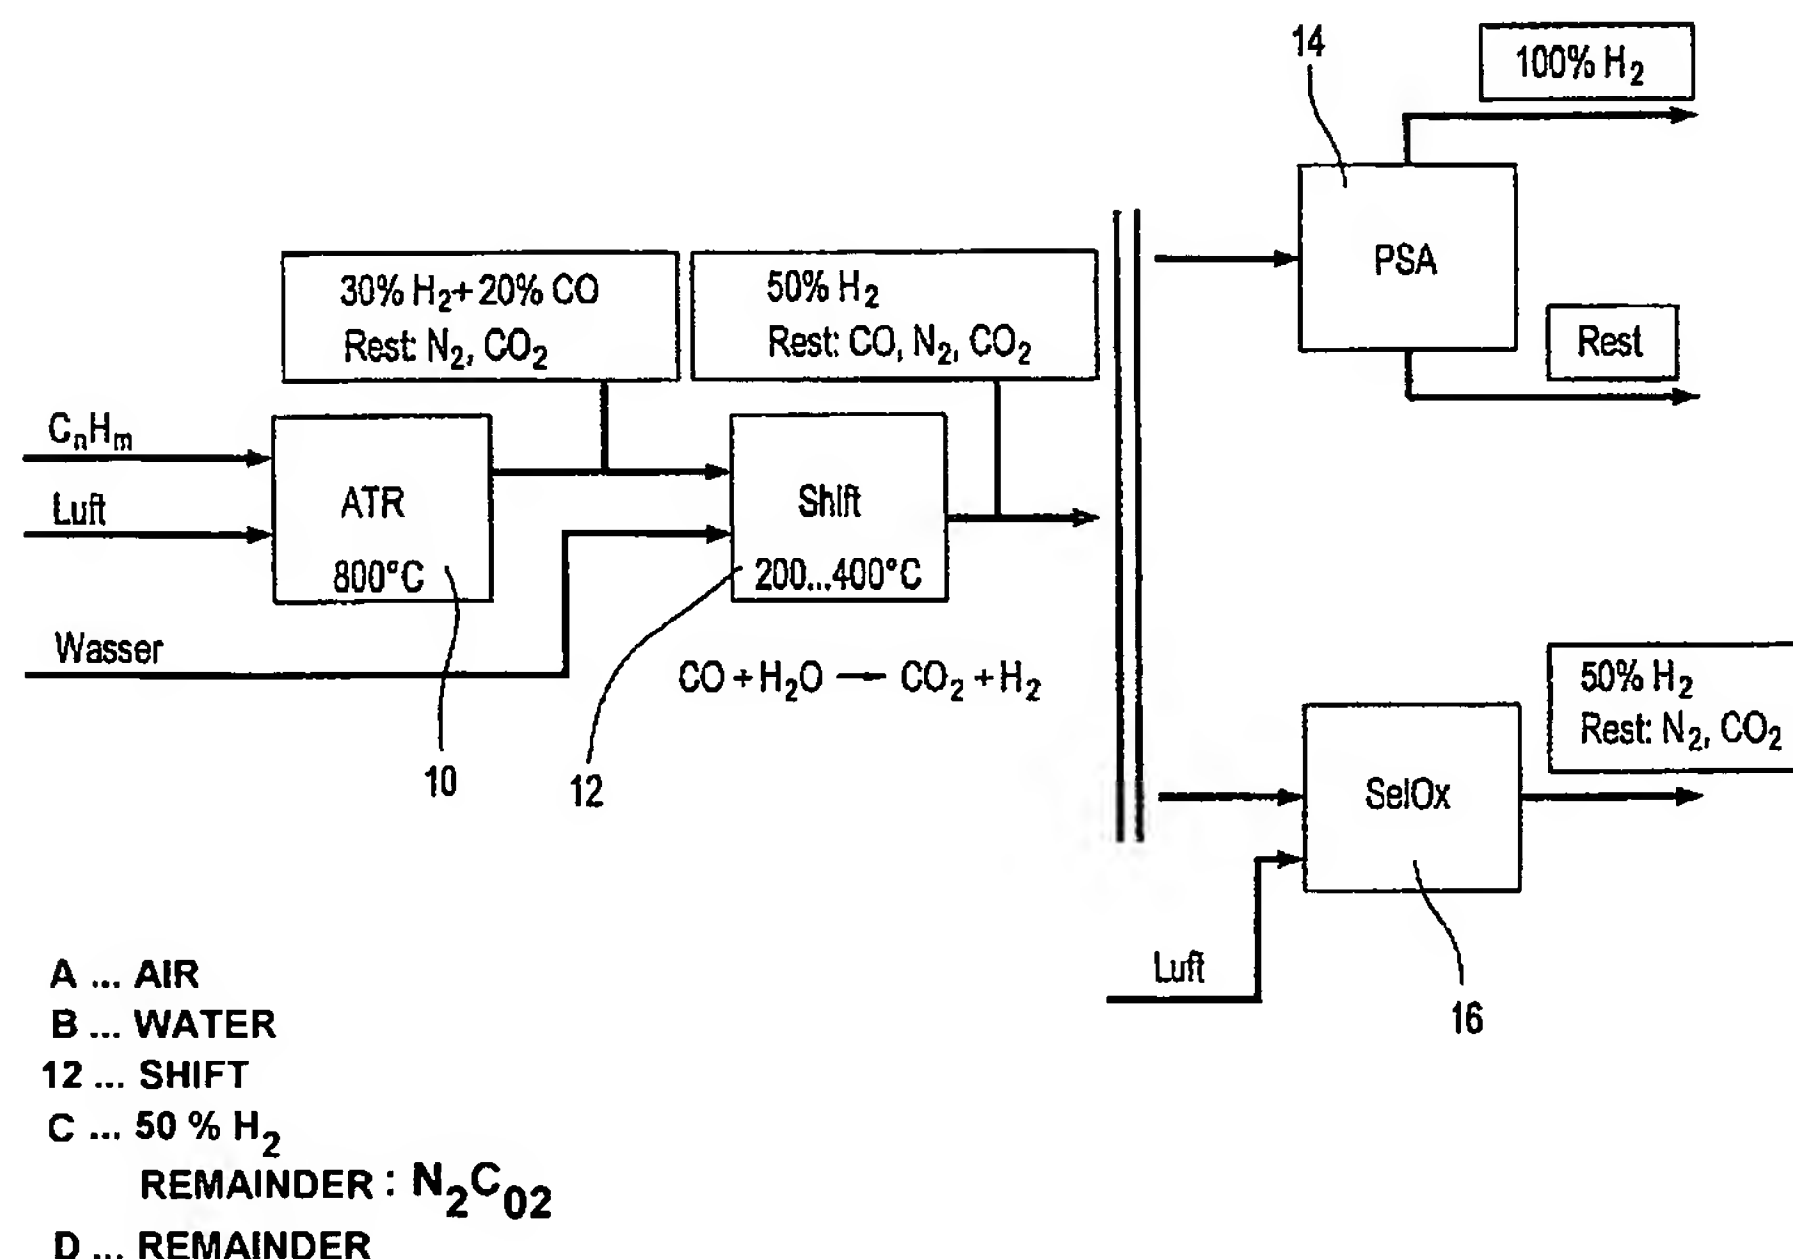 14
100% H₂
30% H₂+20% CO
Rest: N₂, CO₂
50% H₂
Rest: CO, N₂, CO₂
PSA
Rest
CₙHₘ
Luft
ATR
800°C
Shift
200...400°C
Wasser
CO+H₂O → CO₂+H₂
10
12
50% H₂
Rest: N₂, CO₂
SelOx
Luft
16
A ... AIR
B ... WATER
12 ... SHIFT
C ... 50 % H₂
REMAINDER : N₂C₀₂
D ... REMAINDER